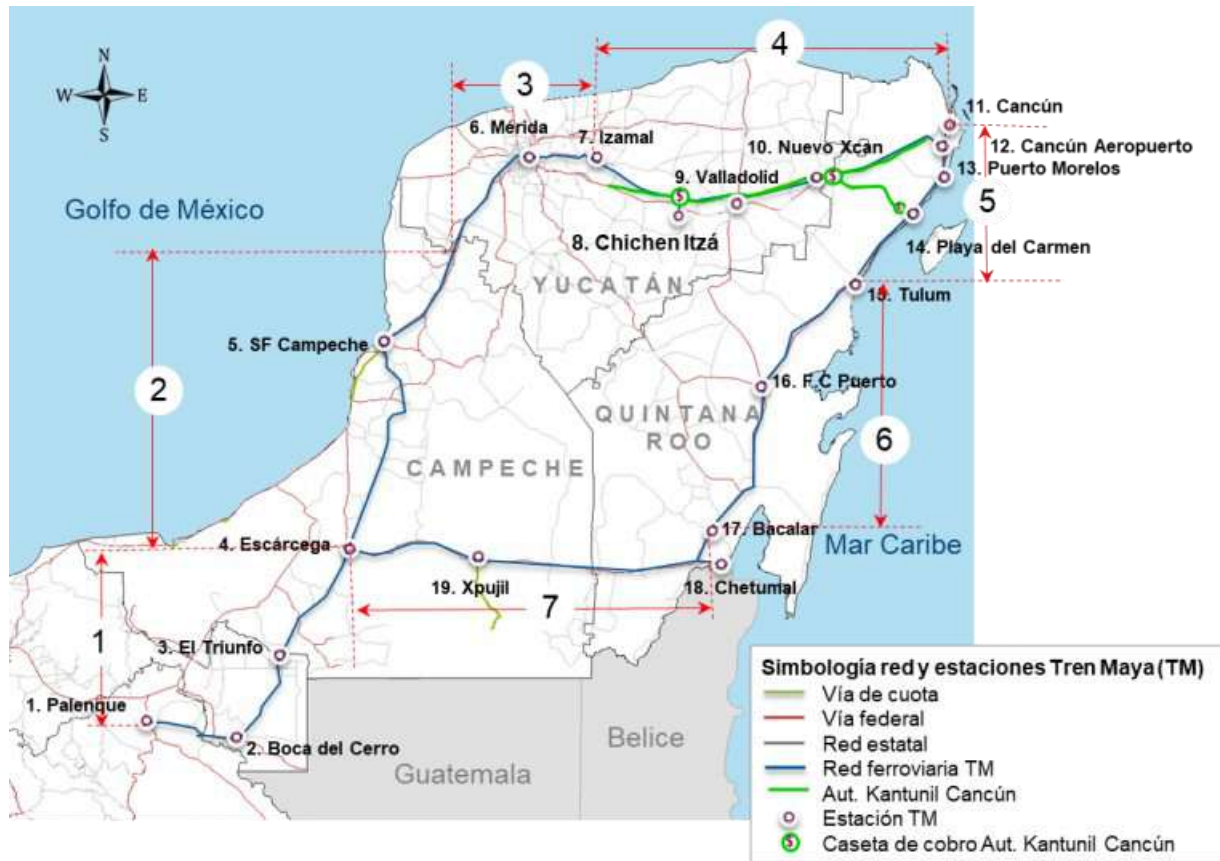 N
W E
S
4
3
11. Cancún
6. Mérida
7. Izamal
10. Nuevo Xcan
12. Cancún Aeropuerto
9. Valladolid
13. Puerto Morelos
5
Golfo de México
8. Chichen Itzá
14. Playa del Carmen
YUCATÁN
15. Tulum
5. SF Campeche
2
16. F.C Puerto
QUINTANA
ROO
6
CAMPECHE
17. Bacalar
4. Escárcega
Mar Caribe
19. Xpujil
18. Chetumal
7
1
3. El Triunfo
1. Palenque
2. Boca del Cerro
Belice
Guatemala
Simbología red y estaciones Tren Maya (TM)
Vía de cuota
Vía federal
Red estatal
Red ferroviaria TM
Aut. Kantunil Cancún
Estación TM
$ Caseta de cobro Aut. Kantunil Cancún